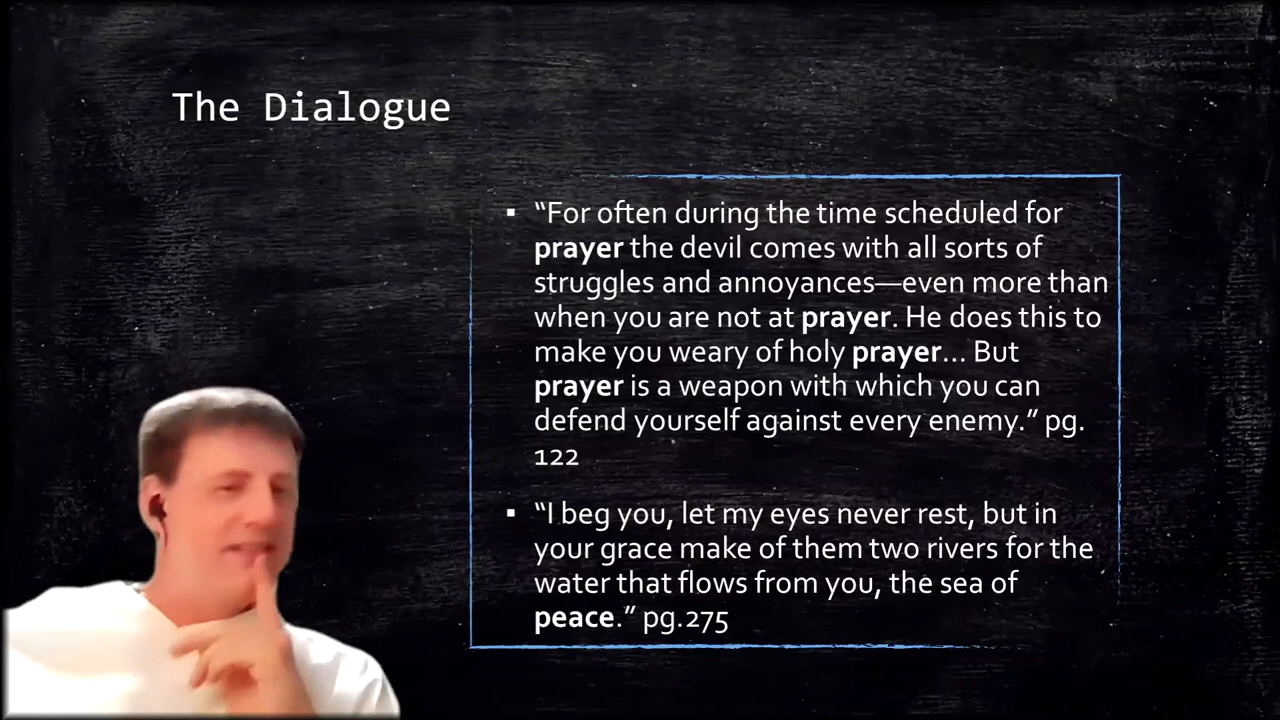 The Dialogue
▪ “For often during the time scheduled for
prayer the devil comes with all sorts of
struggles and annoyances—even more than
when you are not at prayer. He does this to
make you weary of holy prayer… But
prayer is a weapon with which you can
defend yourself against every enemy.” pg.
122
▪ “I beg you, let my eyes never rest, but in
your grace make of them two rivers for the
water that flows from you, the sea of
peace.” pg.275